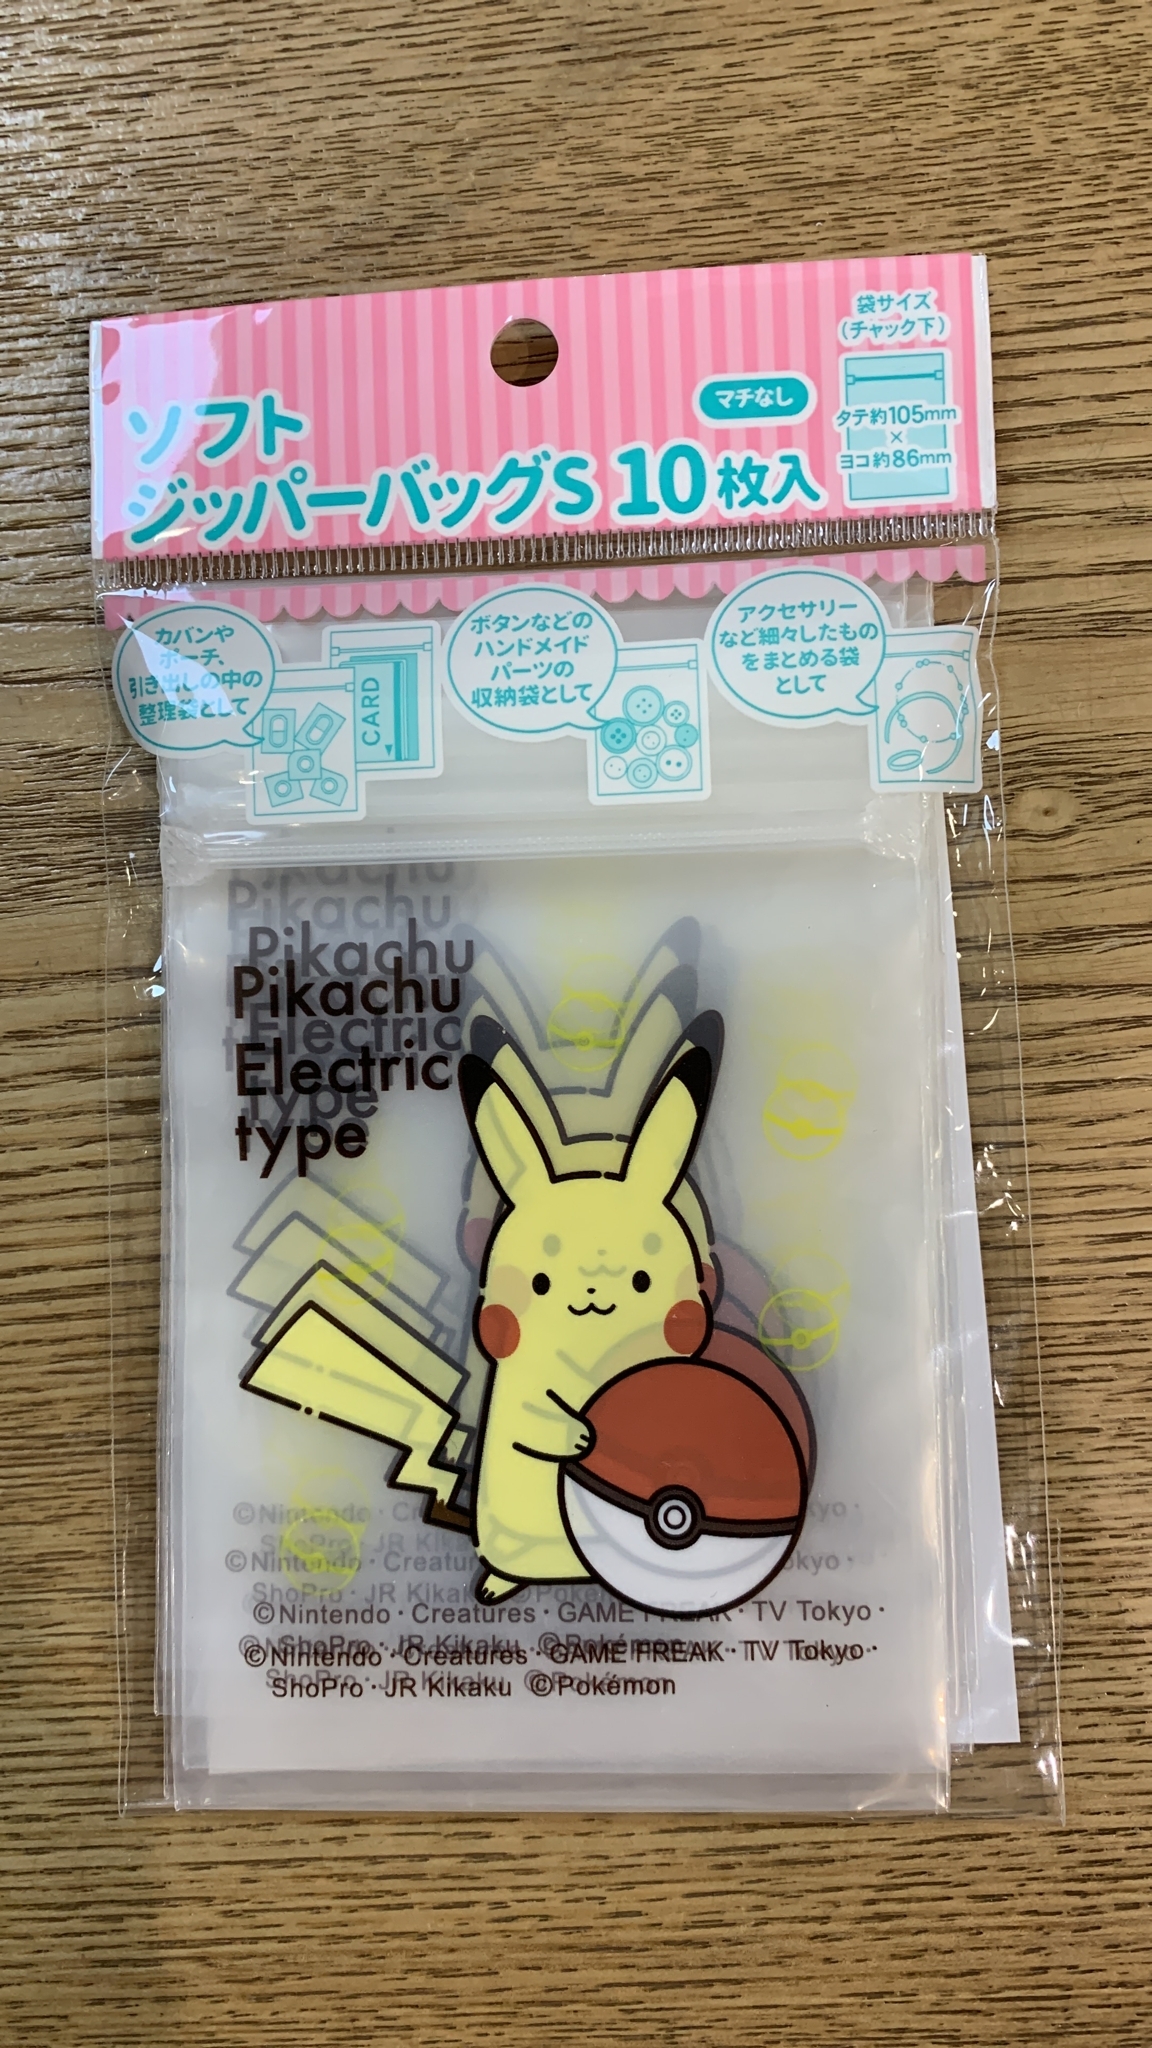 袋サイズ
(チャック下)
タテ約105mm
×
ヨコ約86mm
マチなし
ソフト
ジッパーバッグS 10枚入
カバンや
ポーチ、
引き出しの中の
整理袋として
CARD
ボタンなどの
ハンドメイド
パーツの
収納袋として
アクセサリー
など細々したもの
をまとめる袋
として
Pikachu
Electric
type
©Nintendo・Creatures・GAME FREAK・TV Tokyo・
ShoPro・JR Kikaku ©Pokémon